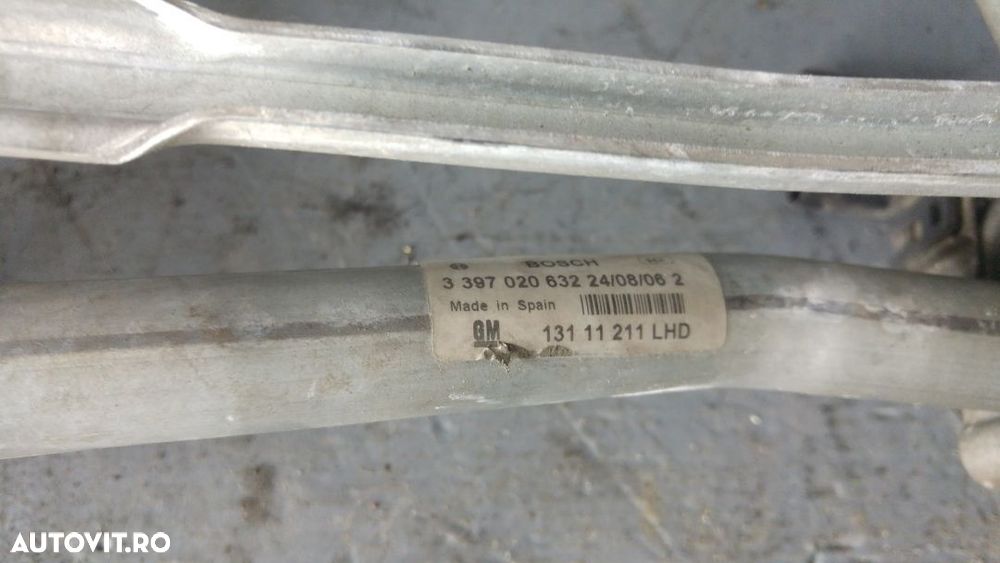 BOSCH
3 397 020 632 24/08/06 2
Made in Spain
GM 131 11 211 LHD
AUTOVIT.RO